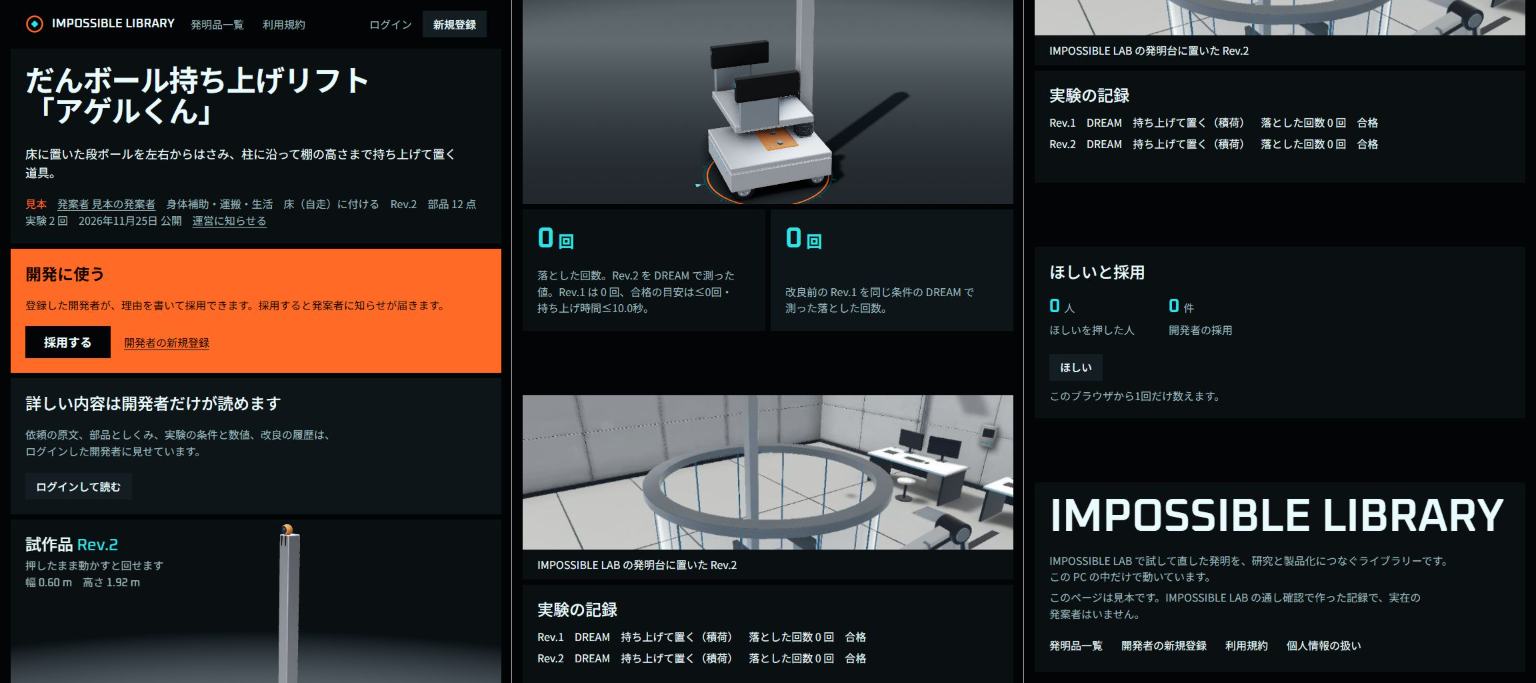 IMPOSSIBLE LIBRARY 発明品一覧 利用規約 ログイン 新規登録
だんボール持ち上げリフト
「アゲルくん」
床に置いた段ボールを左右からはさみ、柱に沿って棚の高さまで持ち上げて置く
道具。
見本 発案者 見本の発案者 身体補助・運搬・生活 床（自走）に付ける Rev.2 部品 12 点
実験 2 回 2026年11月25日 公開 運営に知らせる
開発に使う
登録した開発者が、理由を書いて採用できます。採用すると発案者に知らせが届きます。
採用する 開発者の新規登録
詳しい内容は開発者だけが読めます
依頼の原文、部品としくみ、実験の条件と数値、改良の履歴は、
ログインした開発者に見せています。
ログインして読む
試作品 Rev.2
押したまま動かすと回せます
幅 0.60 m 高さ 1.92 m
0 回
落とした回数。Rev.2 を DREAM で測った
値。Rev.1 は 0 回、合格の目安は≤0回・
持ち上げ時間≤10.0秒。
0 回
改良前の Rev.1 を同じ条件の DREAM で
測った落とした回数。
IMPOSSIBLE LAB の発明台に置いた Rev.2
実験の記録
Rev.1 DREAM 持ち上げて置く（積荷） 落とした回数 0 回 合格
Rev.2 DREAM 持ち上げて置く（積荷） 落とした回数 0 回 合格
IMPOSSIBLE LAB の発明台に置いた Rev.2
実験の記録
Rev.1 DREAM 持ち上げて置く（積荷） 落とした回数 0 回 合格
Rev.2 DREAM 持ち上げて置く（積荷） 落とした回数 0 回 合格
ほしいと採用
0 人 0 件
ほしいを押した人 開発者の採用
ほしい
このブラウザから1回だけ数えます。
IMPOSSIBLE LIBRARY
IMPOSSIBLE LAB で試して直した発明を、研究と製品化につなぐライブラリーです。
この PC の中だけで動いています。
このページは見本です。IMPOSSIBLE LAB の通し確認で作った記録で、実在の
発案者はいません。
発明品一覧 開発者の新規登録 利用規約 個人情報の扱い